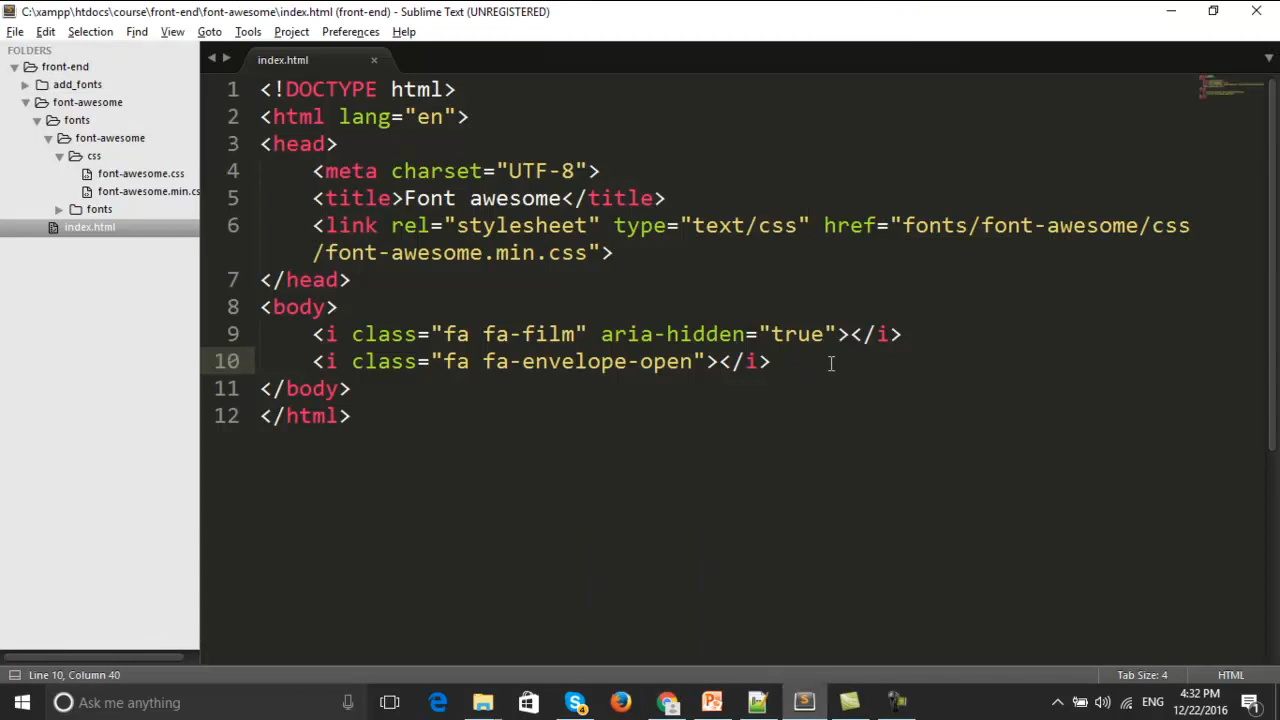 C:\xampp\htdocs\course\front-end\font-awesome\index.html (front-end) - Sublime Text (UNREGISTERED)
File Edit Selection Find View Goto Tools Project Preferences Help
FOLDERS
front-end
add_fonts
font-awesome
fonts
font-awesome
css
font-awesome.css
font-awesome.min.cs
fonts
index.html
index.html
1 <!DOCTYPE html>
2 <html lang="en">
3 <head>
4 <meta charset="UTF-8">
5 <title>Font awesome</title>
6 <link rel="stylesheet" type="text/css" href="fonts/font-awesome/css
/font-awesome.min.css">
7 </head>
8 <body>
9 <i class="fa fa-film" aria-hidden="true"></i>
10 <i class="fa fa-envelope-open"></i>
11 </body>
12 </html>
Line 10, Column 40
Tab Size: 4
HTML
Ask me anything
4
ENG
4:32 PM
12/22/2016
1